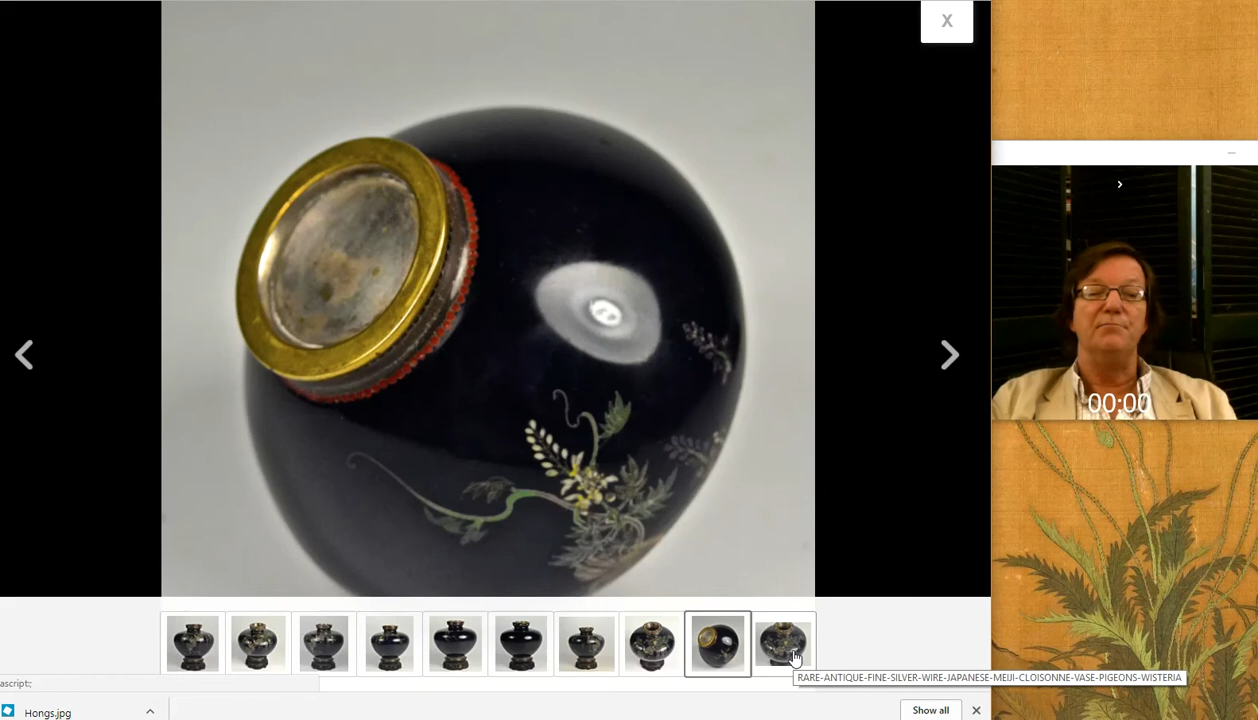 X
00:00
RARE-ANTIQUE-FINE-SILVER-WIRE-JAPANESE-MEIJI-CLOISONNE-VASE-PIGEONS-WISTERIA
ascript:;
Hongs.jpg
Show all